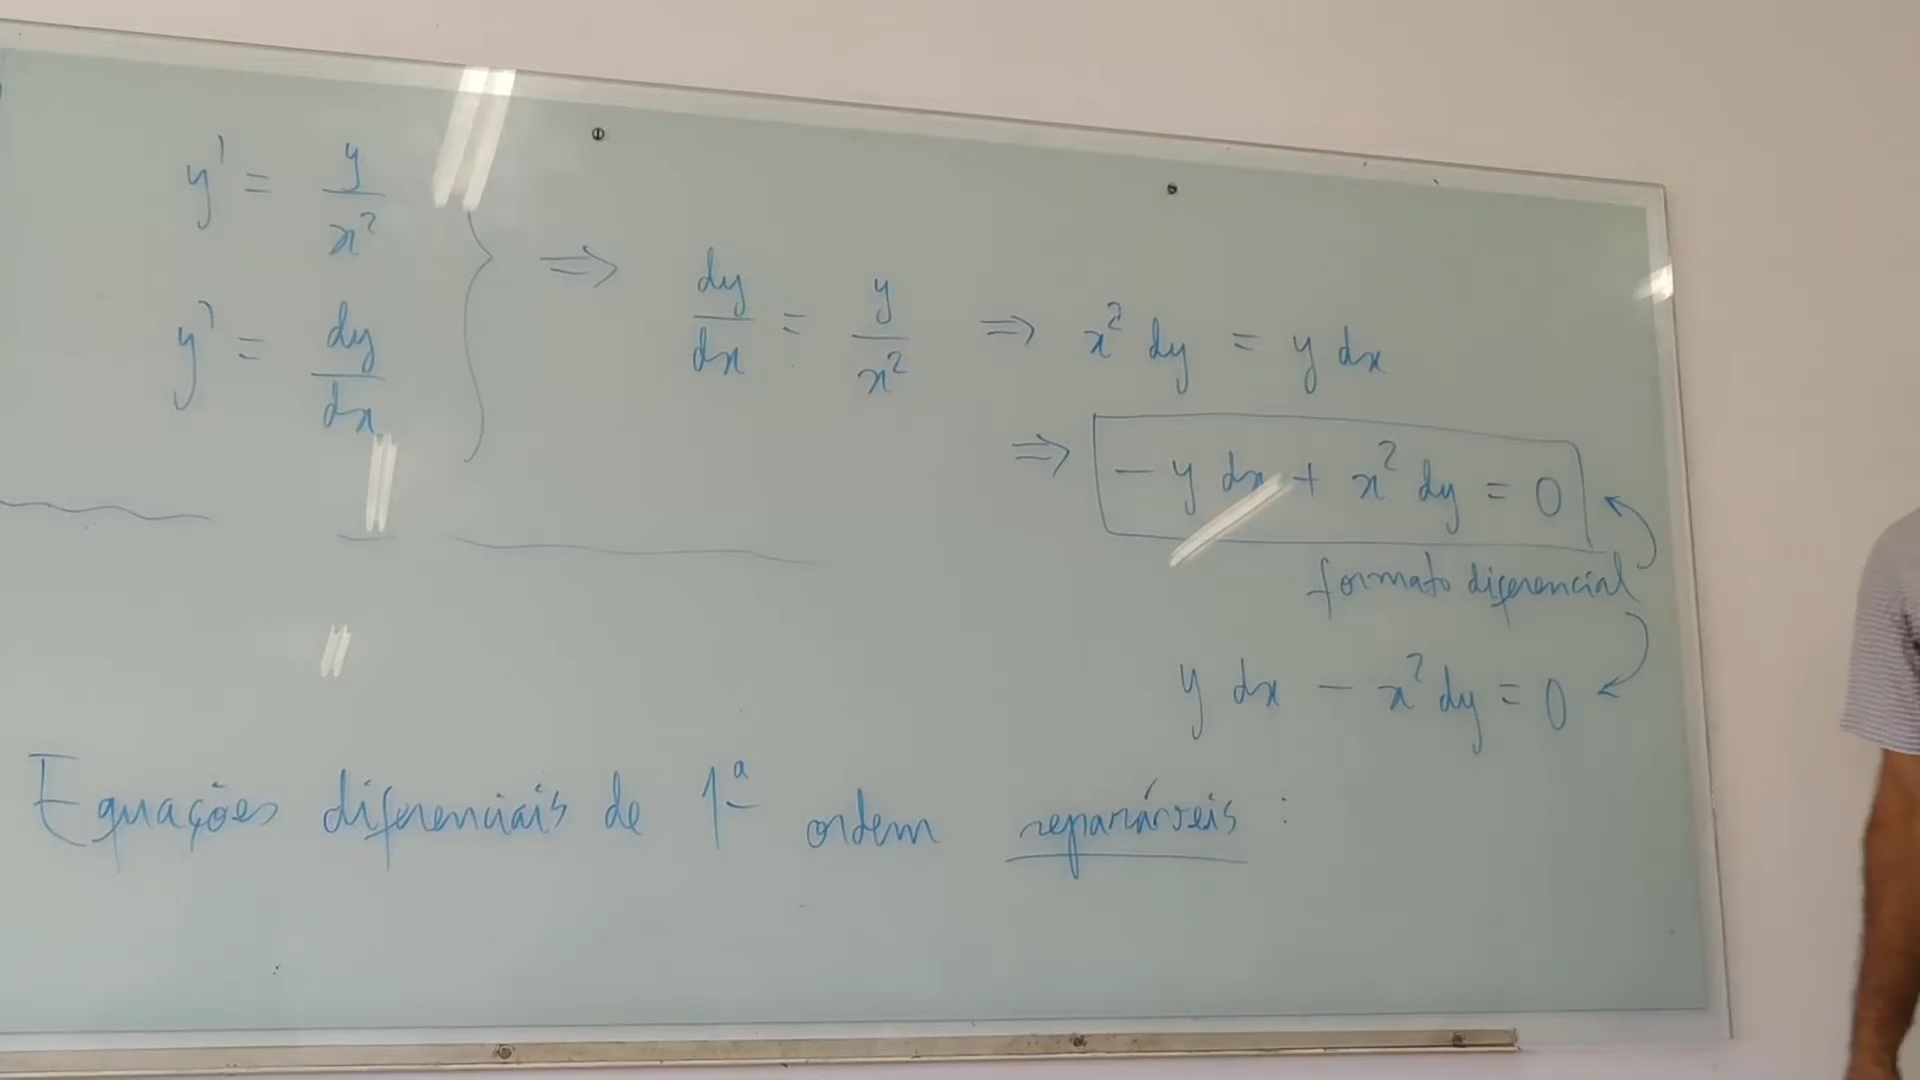 y' = y/x²
y' = dy/dx
⇒ dy/dx = y/x² ⇒ x² dy = y dx
⇒ - y dx + x² dy = 0
formato diferencial
y dx - x² dy = 0
Equações diferenciais de 1ª ordem separáveis :